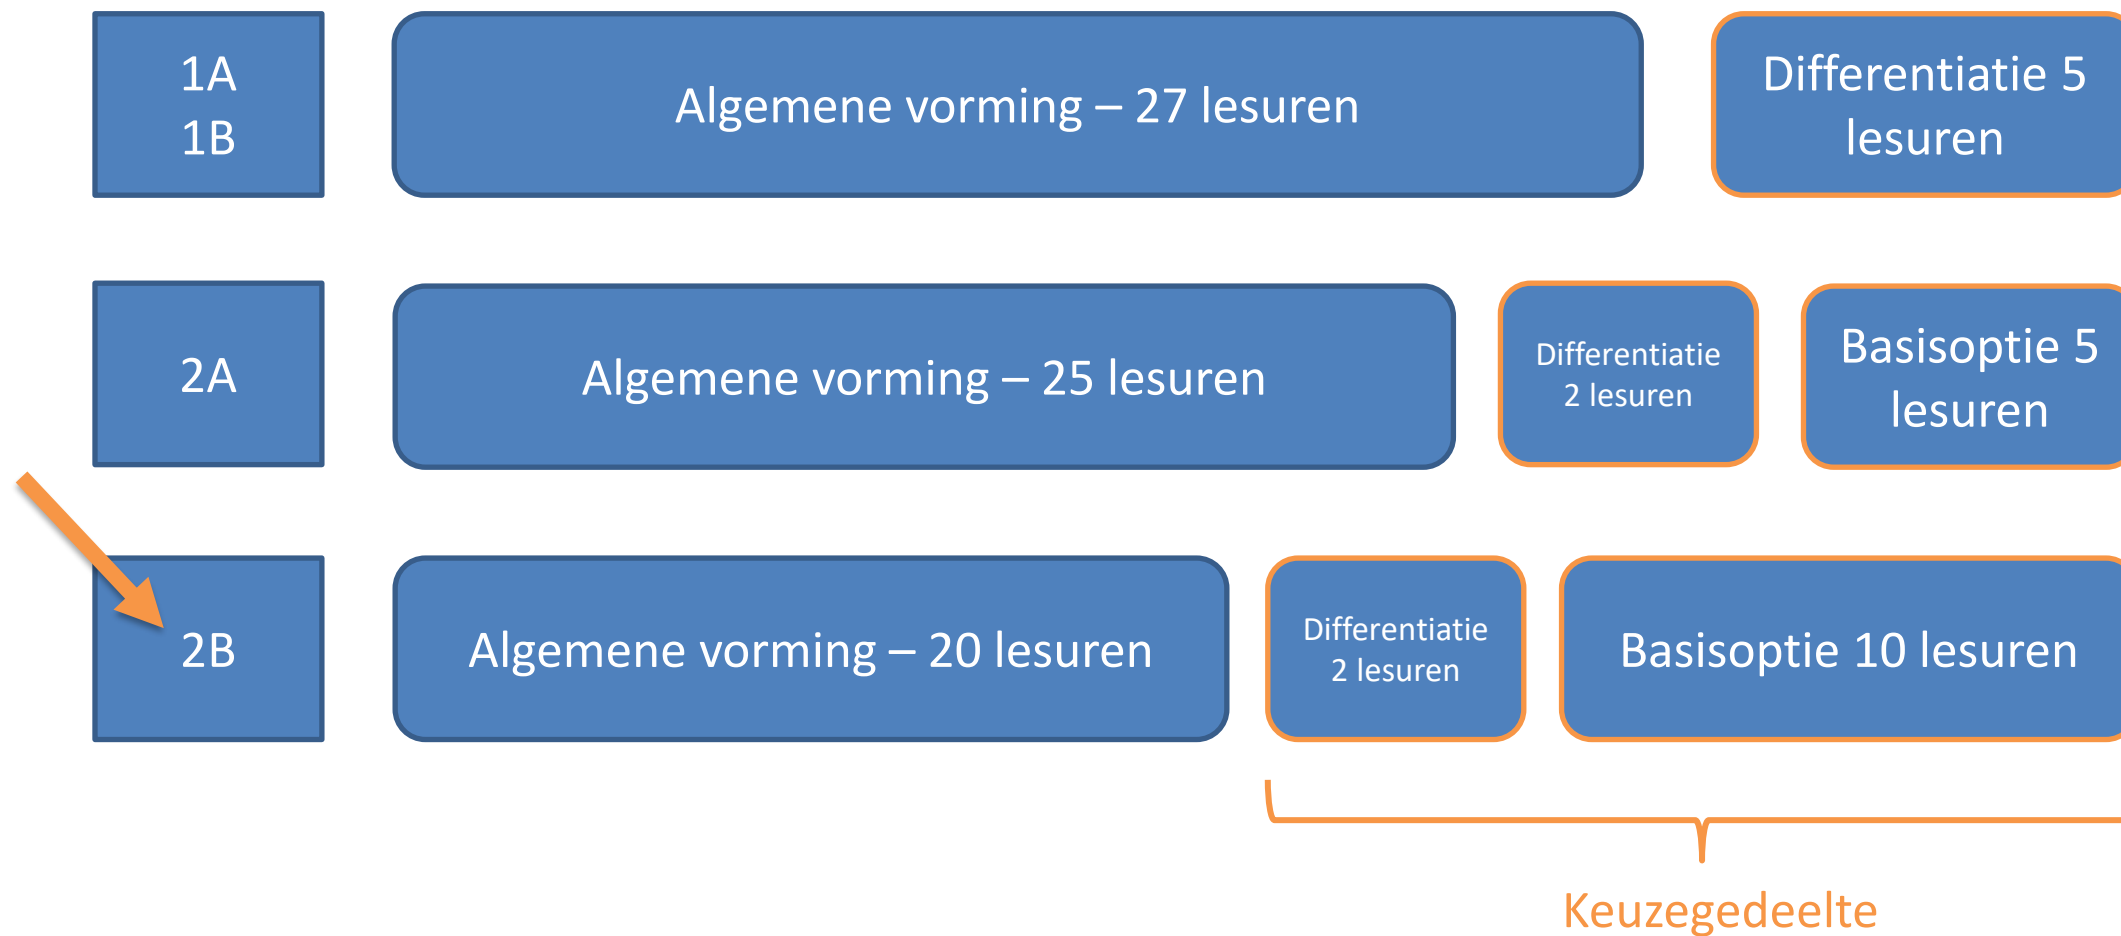 1A
1B
Algemene vorming – 27 lesuren
Differentiatie 5
lesuren
2A
Algemene vorming – 25 lesuren
Differentiatie
2 lesuren
Basisoptie 5
lesuren
2B
Algemene vorming – 20 lesuren
Differentiatie
2 lesuren
Basisoptie 10 lesuren
Keuzegedeelte